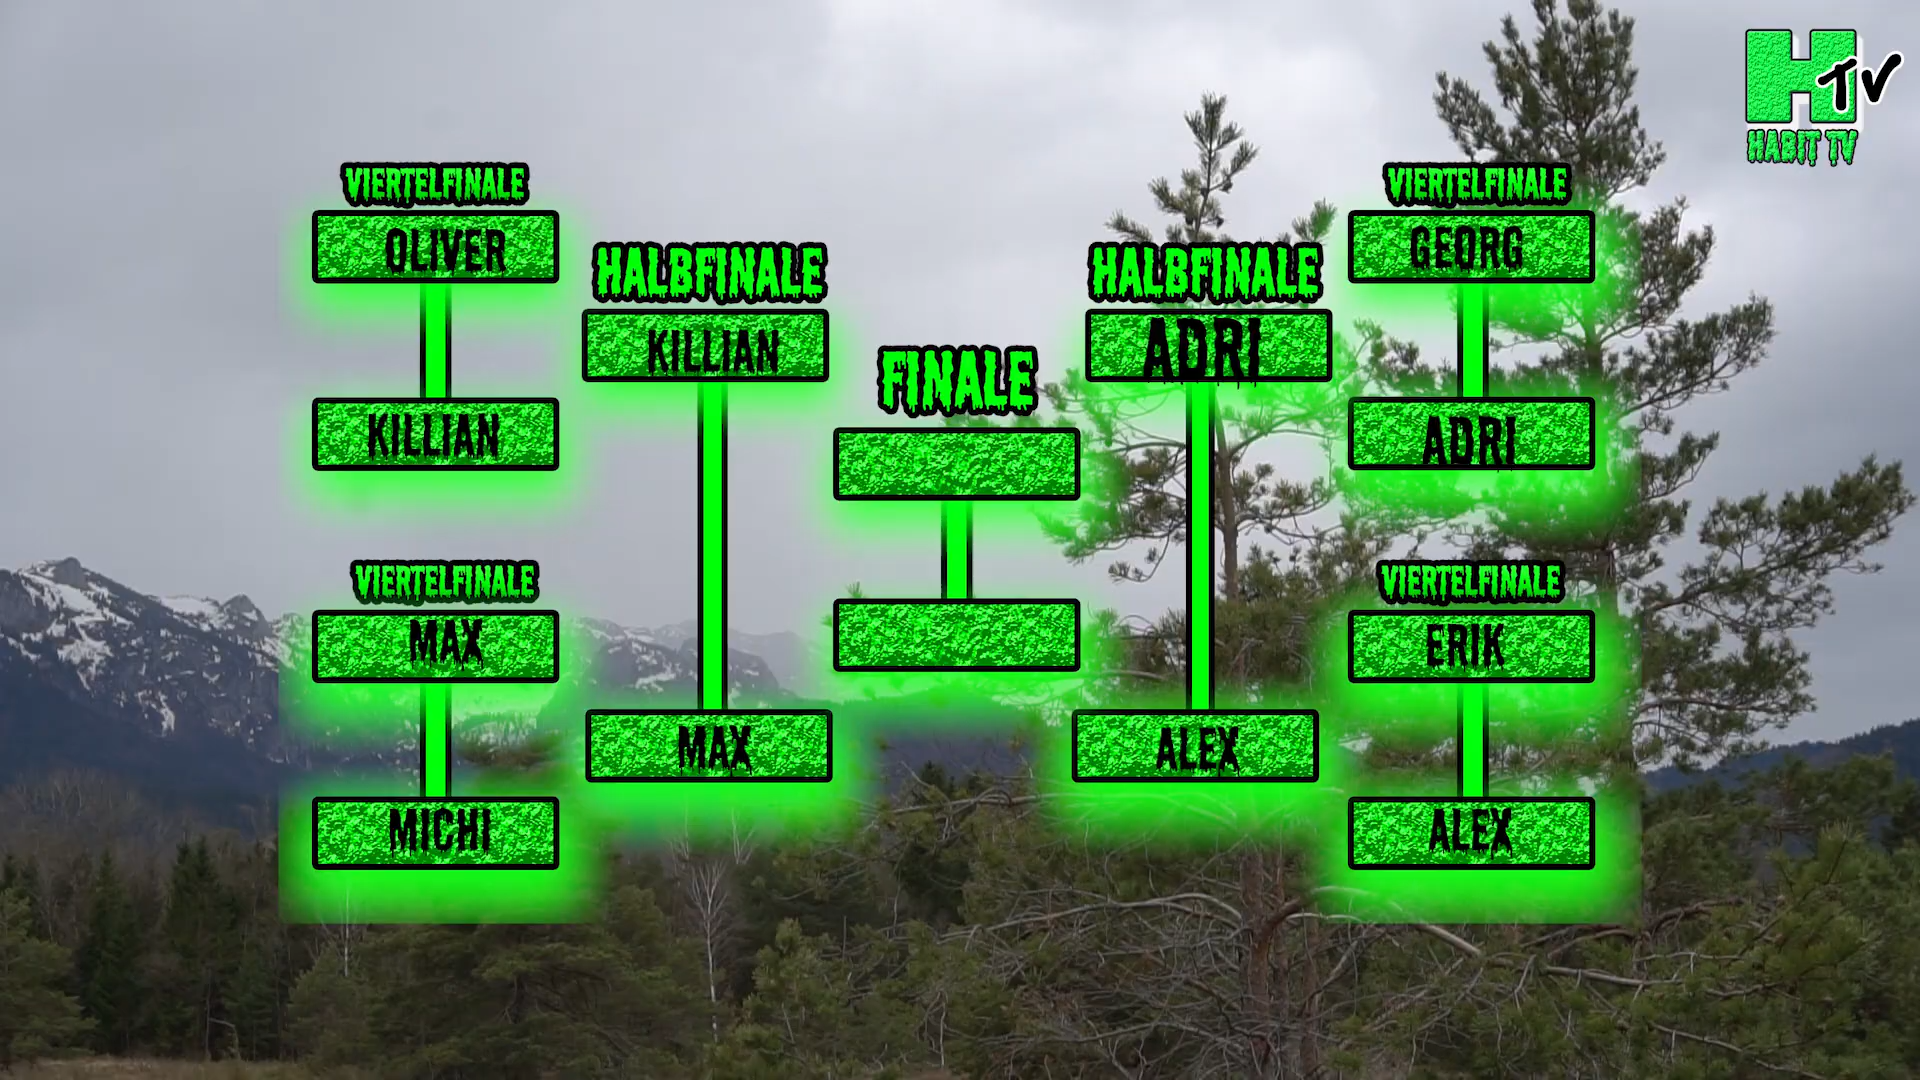 HTV
HABIT TV
VIERTELFINALE
OLIVER
KILLIAN
VIERTELFINALE
MAX
MICHI
HALBFINALE
KILLIAN
MAX
FINALE
HALBFINALE
ADRI
ALEX
VIERTELFINALE
GEORG
ADRI
VIERTELFINALE
ERIK
ALEX